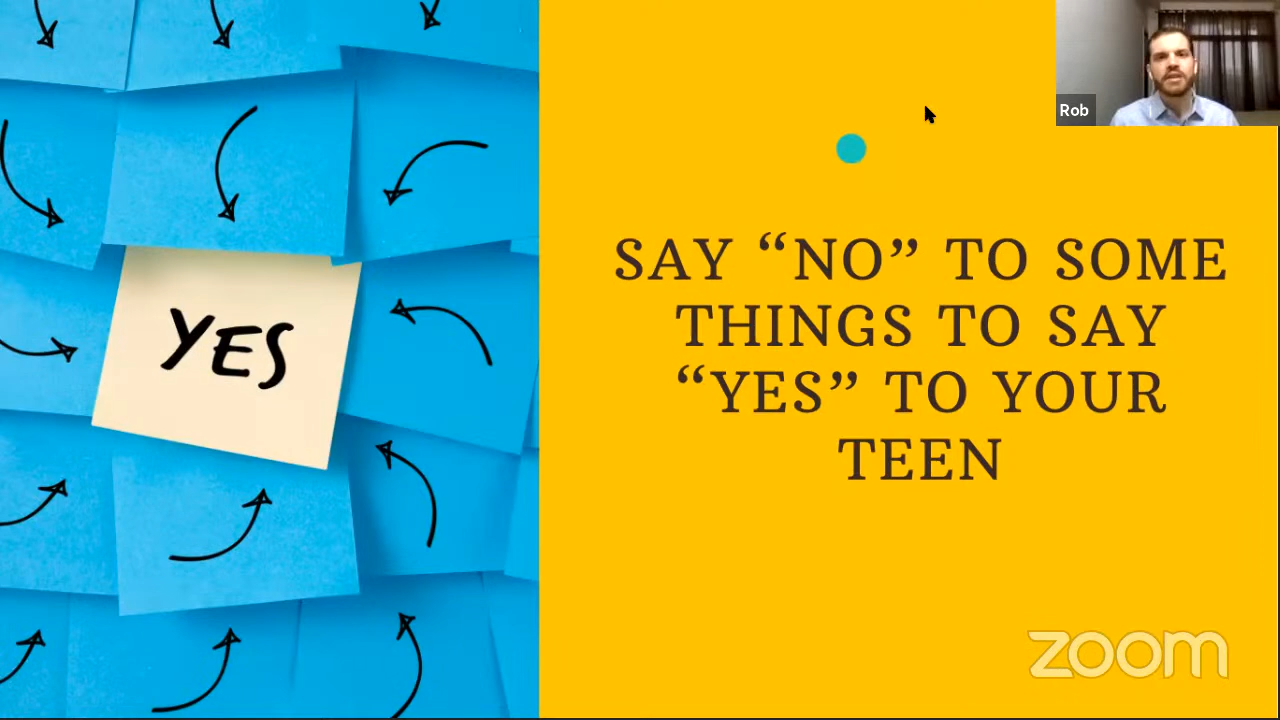 YES
Rob
SAY “NO” TO SOME
THINGS TO SAY
“YES” TO YOUR
TEEN
zoom